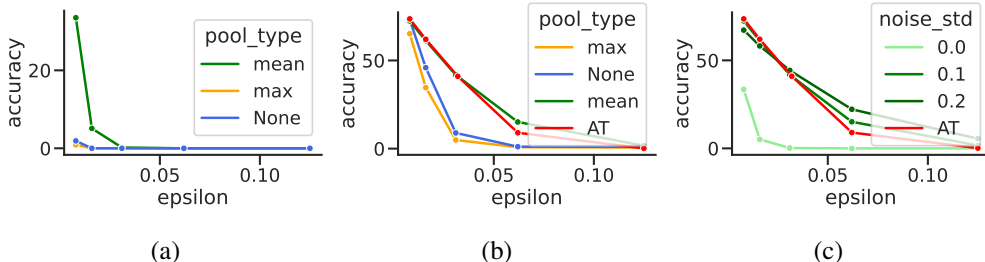 accuracy
20
0
0.05
0.10
epsilon
pool_type
mean
max
None
(a)
accuracy
50
0
0.05
0.10
epsilon
pool_type
max
None
mean
AT
(b)
accuracy
50
0
0.05
0.10
epsilon
noise_std
0.0
0.1
0.2
AT
(c)